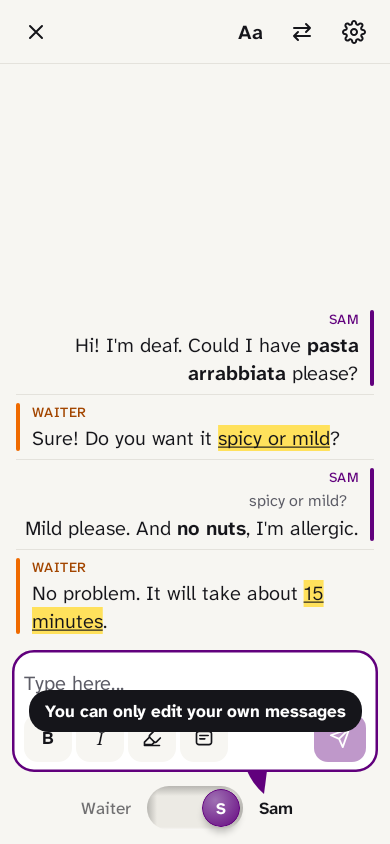 Aa
SAM
Hi! I'm deaf. Could I have pasta
arrabbiata please?
WAITER
Sure! Do you want it spicy or mild?
SAM
spicy or mild?
Mild please. And no nuts, I'm allergic.
WAITER
No problem. It will take about 15
minutes.
Type here...
You can only edit your own messages
B I
Waiter S Sam